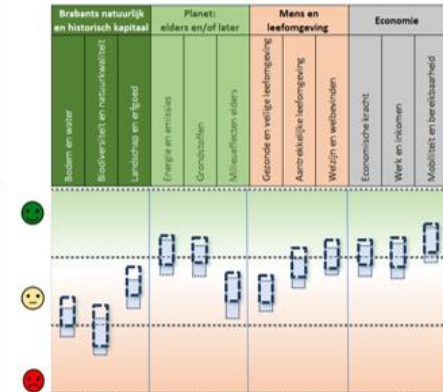 Brabants natuurlijk
en historisch kapitaal
Planet:
elders en/of later
Mens en
leefomgeving
Economie
Bodem en water
Biodiversiteit en natuurkwaliteit
Landschap en erfgoed
Energie en emissies
Grondstoffen
Milieueffecten elders
Gezonde en veilige leefomgeving
Aantrekkelijke leefomgeving
Welzijn en welbevinden
Economische kracht
Werk en inkomen
Mobiliteit en bereikbaarheid